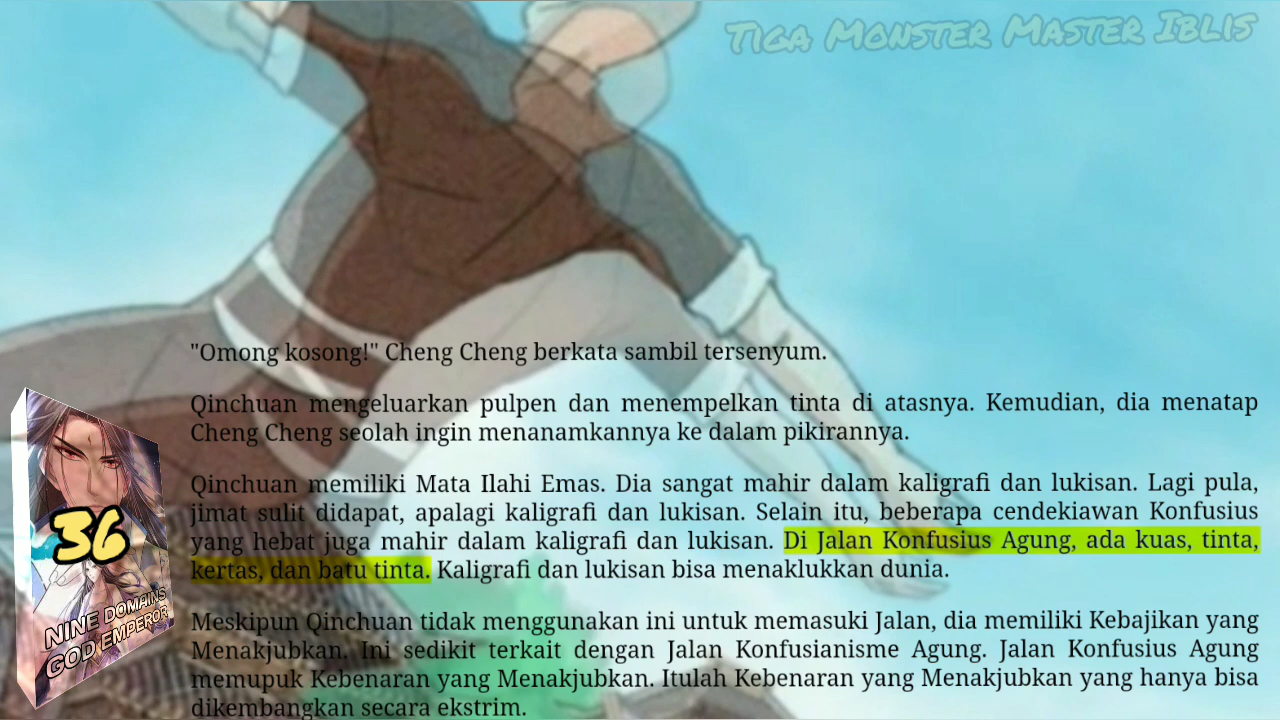 Tiga Monster Master Iblis
"Omong kosong!" Cheng Cheng berkata sambil tersenyum.
Qinchuan mengeluarkan pulpen dan menempelkan tinta di atasnya. Kemudian, dia menatap
Cheng Cheng seolah ingin menanamkannya ke dalam pikirannya.
Qinchuan memiliki Mata Ilahi Emas. Dia sangat mahir dalam kaligrafi dan lukisan. Lagi pula,
jimat sulit didapat, apalagi kaligrafi dan lukisan. Selain itu, beberapa cendekiawan Konfusius
yang hebat juga mahir dalam kaligrafi dan lukisan. Di Jalan Konfusius Agung, ada kuas, tinta,
kertas, dan batu tinta. Kaligrafi dan lukisan bisa menaklukkan dunia.
Meskipun Qinchuan tidak menggunakan ini untuk memasuki Jalan, dia memiliki Kebajikan yang
Menakjubkan. Ini sedikit terkait dengan Jalan Konfusianisme Agung. Jalan Konfusius Agung
memupuk Kebenaran yang Menakjubkan. Itulah Kebenaran yang Menakjubkan yang hanya bisa
dikembangkan secara ekstrim.
36
NINE DOMAINS
GOD EMPEROR